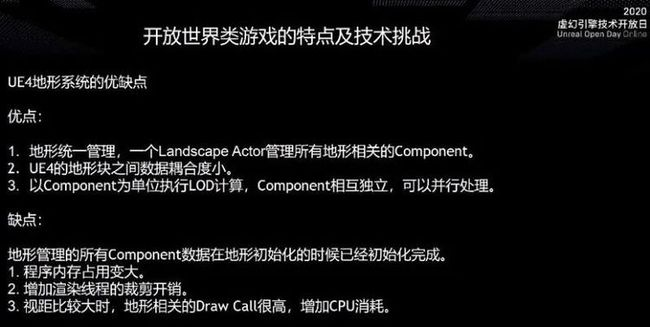 2020
虚幻引擎技术开放日
Unreal Open Day Online
开放世界类游戏的特点及技术挑战
UE4地形系统的优缺点
优点：
1. 地形统一管理，一个Landscape Actor管理所有地形相关的Component。
2. UE4的地形块之间数据耦合度小。
3. 以Component为单位执行LOD计算，Component相互独立，可以并行处理。
缺点：
地形管理的所有Component数据在地形初始化的时候已经初始化完成。
1. 程序内存占用变大。
2. 增加渲染线程的裁剪开销。
3. 视距比较大时，地形相关的Draw Call很高，增加CPU消耗。